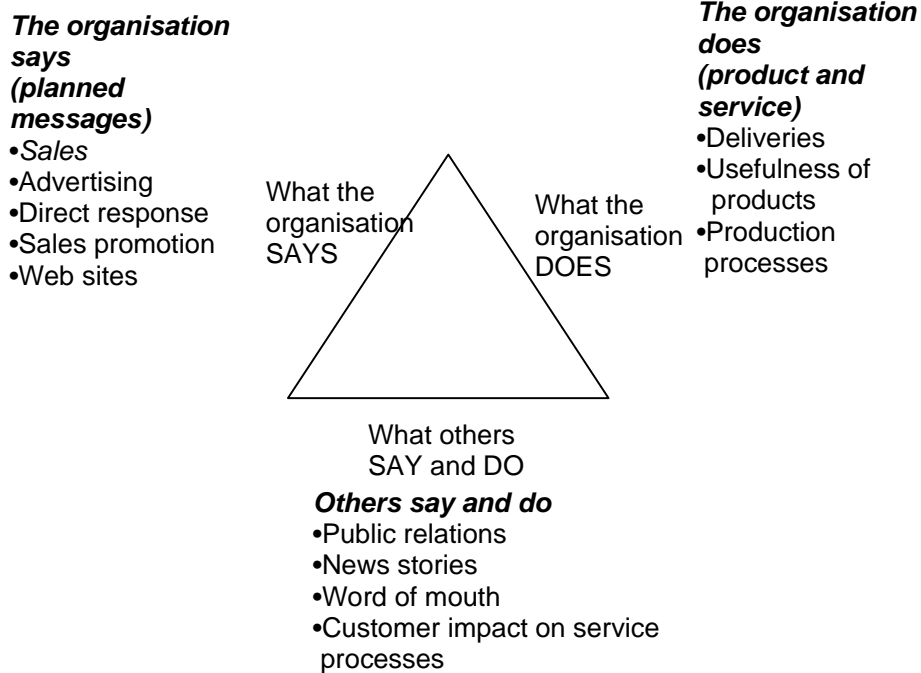 The organisation
says
(planned
messages)
•Sales
•Advertising
•Direct response
•Sales promotion
•Web sites
What the
organisation
SAYS
What the
organisation
DOES
The organisation
does
(product and
service)
•Deliveries
•Usefulness of
products
•Production
processes
What others
SAY and DO
Others say and do
•Public relations
•News stories
•Word of mouth
•Customer impact on service
processes